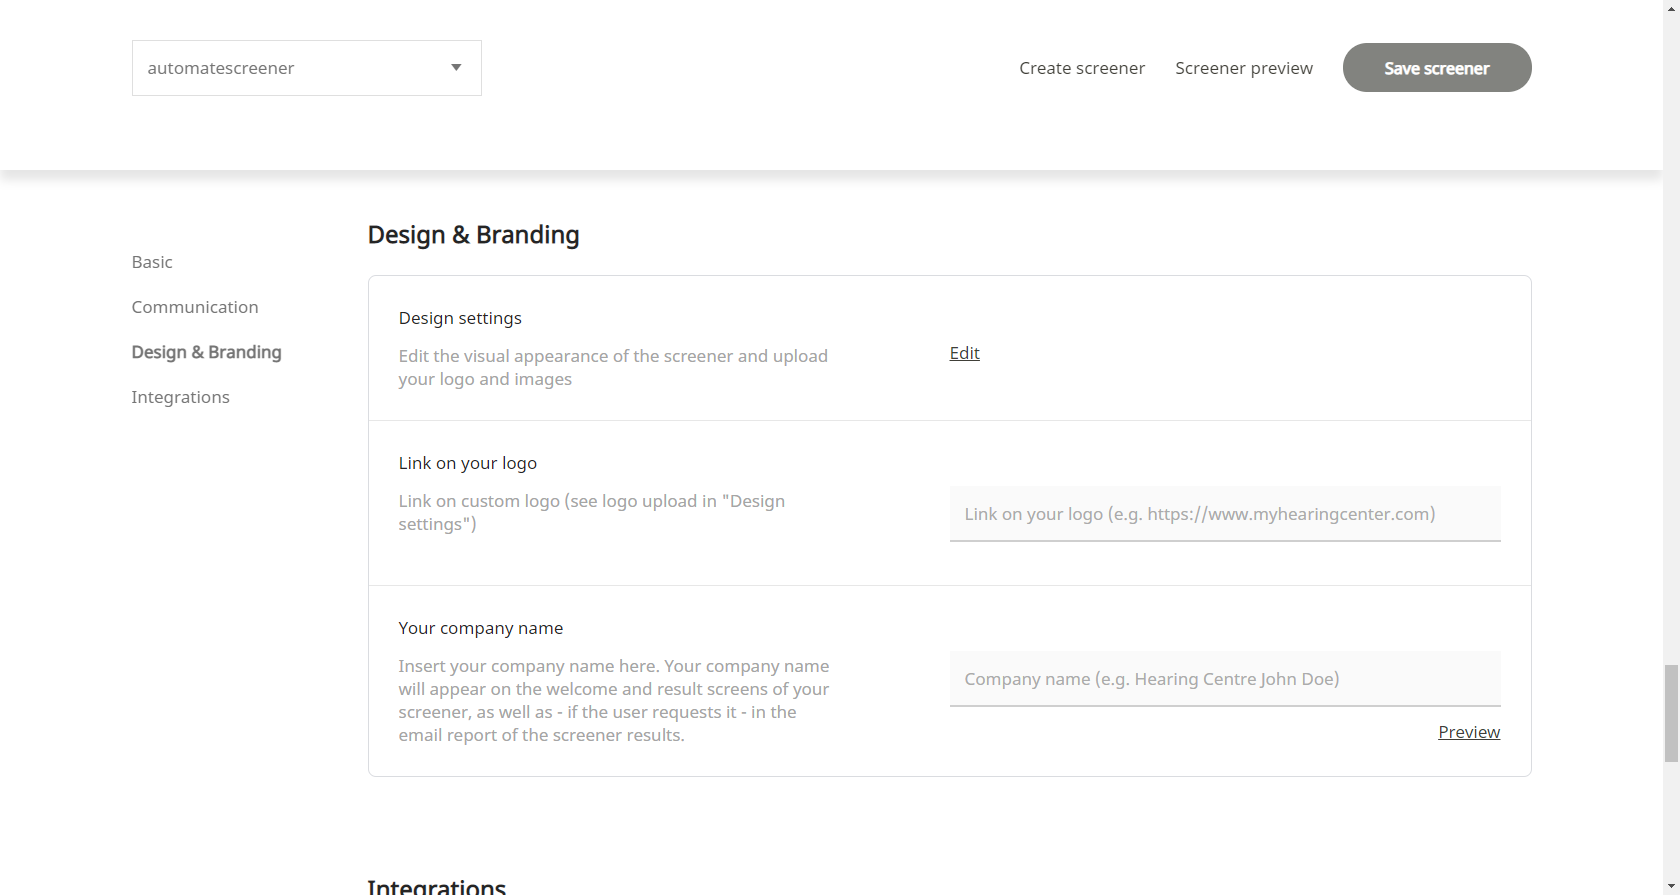 automatescreener
Create screener
Screener preview
Save screener
Basic
Communication
Design & Branding
Integrations
Design & Branding
Design settings
Edit the visual appearance of the screener and upload
your logo and images
Edit
Link on your logo
Link on custom logo (see logo upload in "Design
settings")
Link on your logo (e.g. https://www.myhearingcenter.com)
Your company name
Insert your company name here. Your company name
will appear on the welcome and result screens of your
screener, as well as - if the user requests it - in the
email report of the screener results.
Company name (e.g. Hearing Centre John Doe)
Preview
Integrations